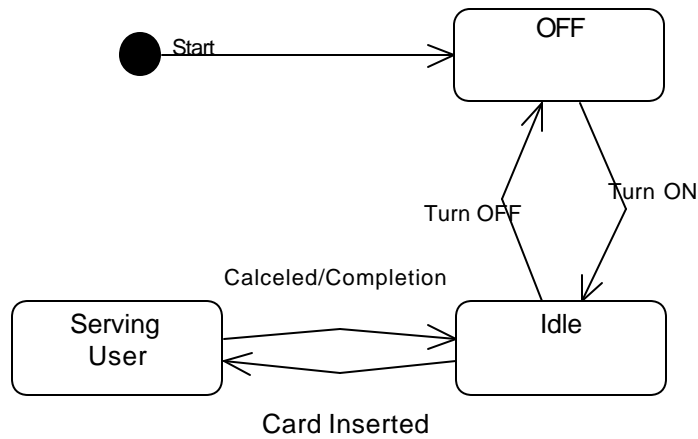 Start
OFF
Turn OFF
Turn ON
Calceled/Completion
Serving
User
Idle
Card Inserted